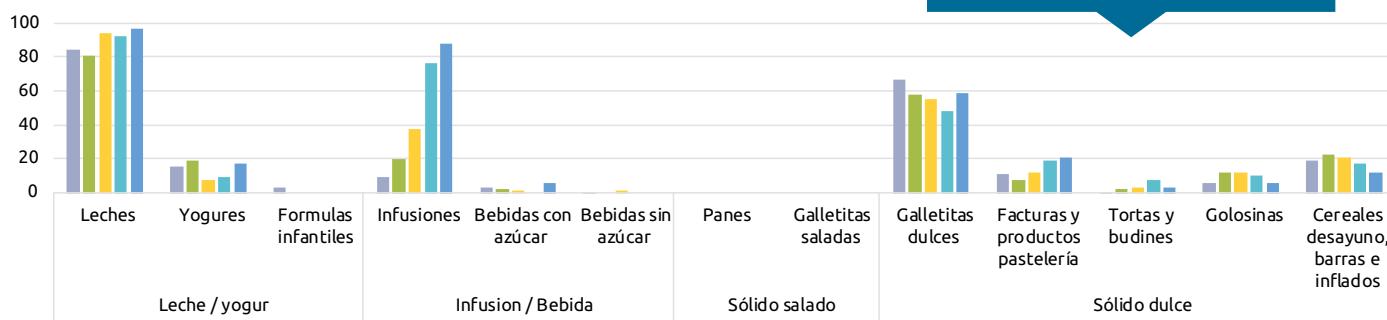 100
80
60
40
20
0
Leches
Yogures
Formulas
infantiles
Infusiones
Bebidas con
azúcar
Bebidas sin
azúcar
Panes
Galletitas
saladas
Galletitas
dulces
Facturas y
productos
pastelería
Tortas y
budines
Golosinas
Cereales
desayuno,
barras e
inflados
Leche / yogur
Infusion / Bebida
Sólido salado
Sólido dulce